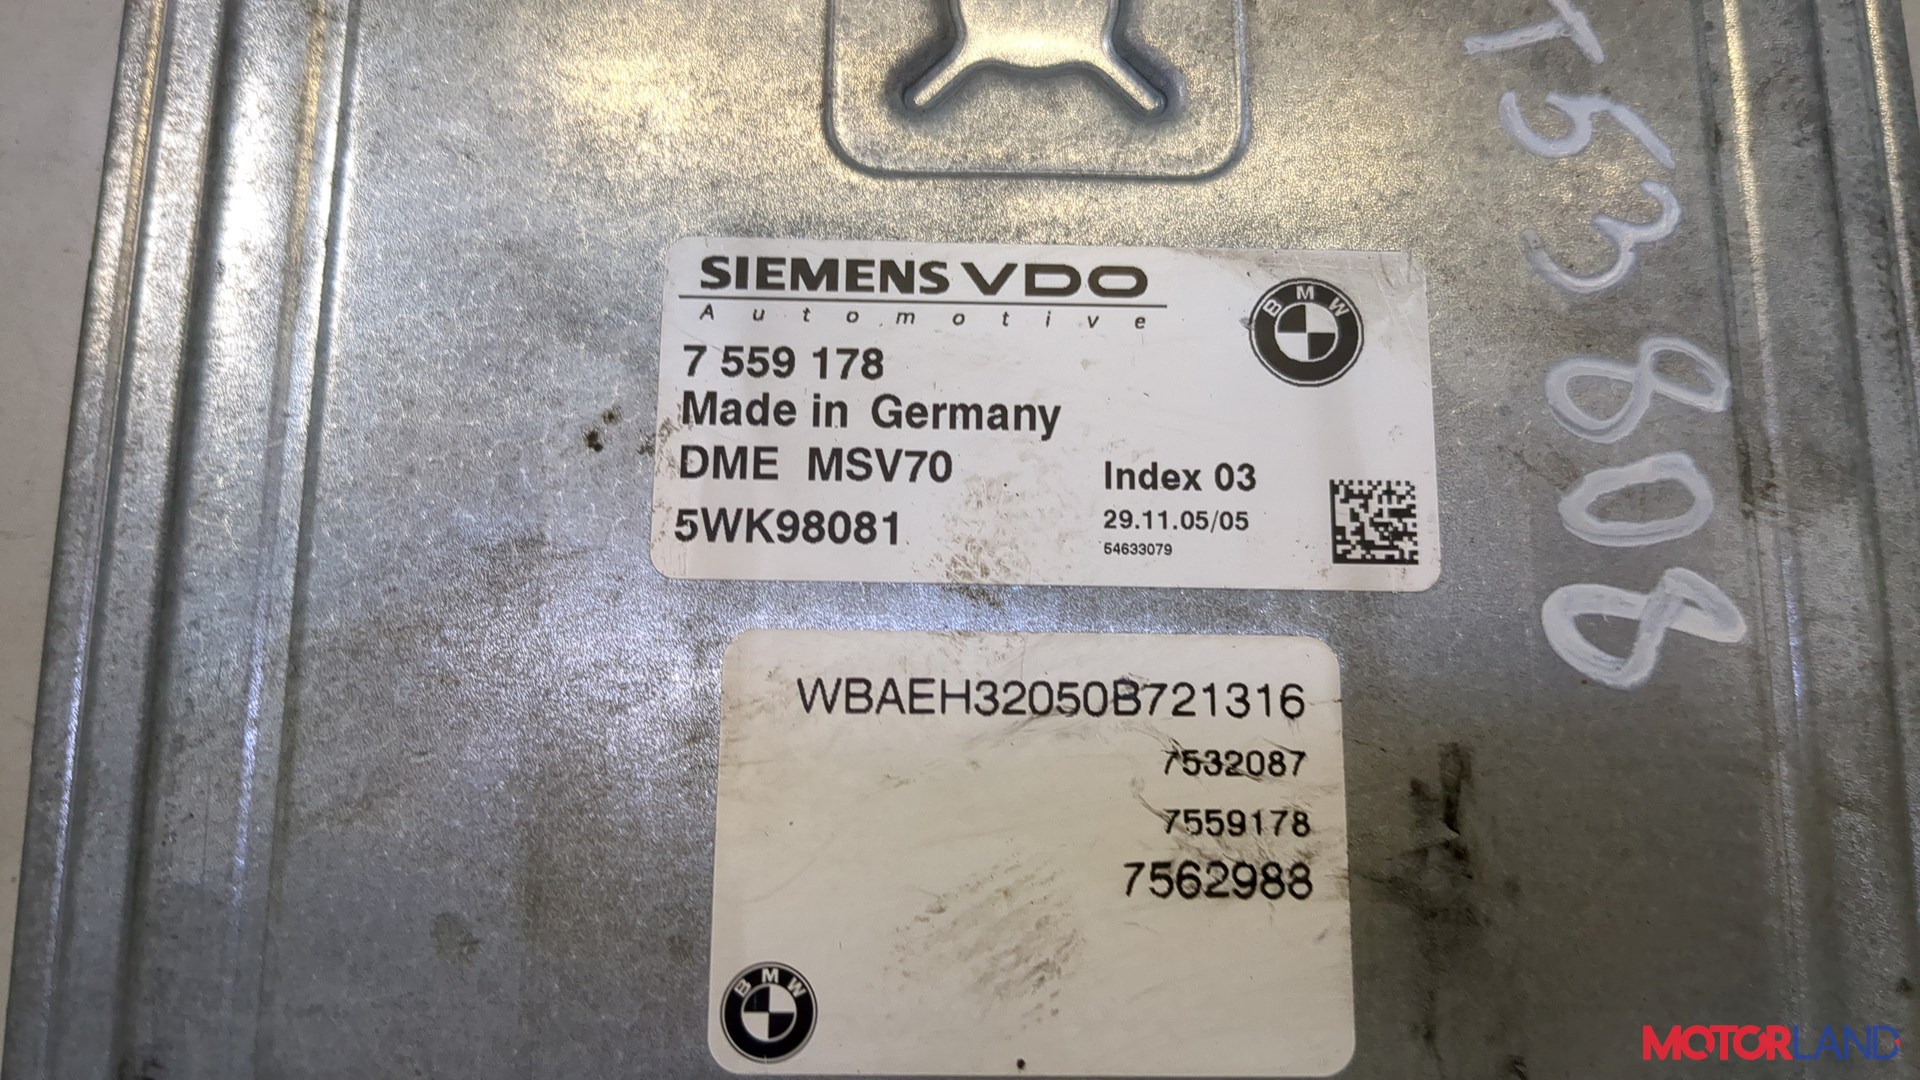 SIEMENS VDO
Automotive
BMW
7 559 178
Made in Germany
DME MSV70
Index 03
5WK98081
29.11.05/05
54633079
T53808
WBAEH32050B721316
7532087
7559178
7562988
BMW
MOTORLAND